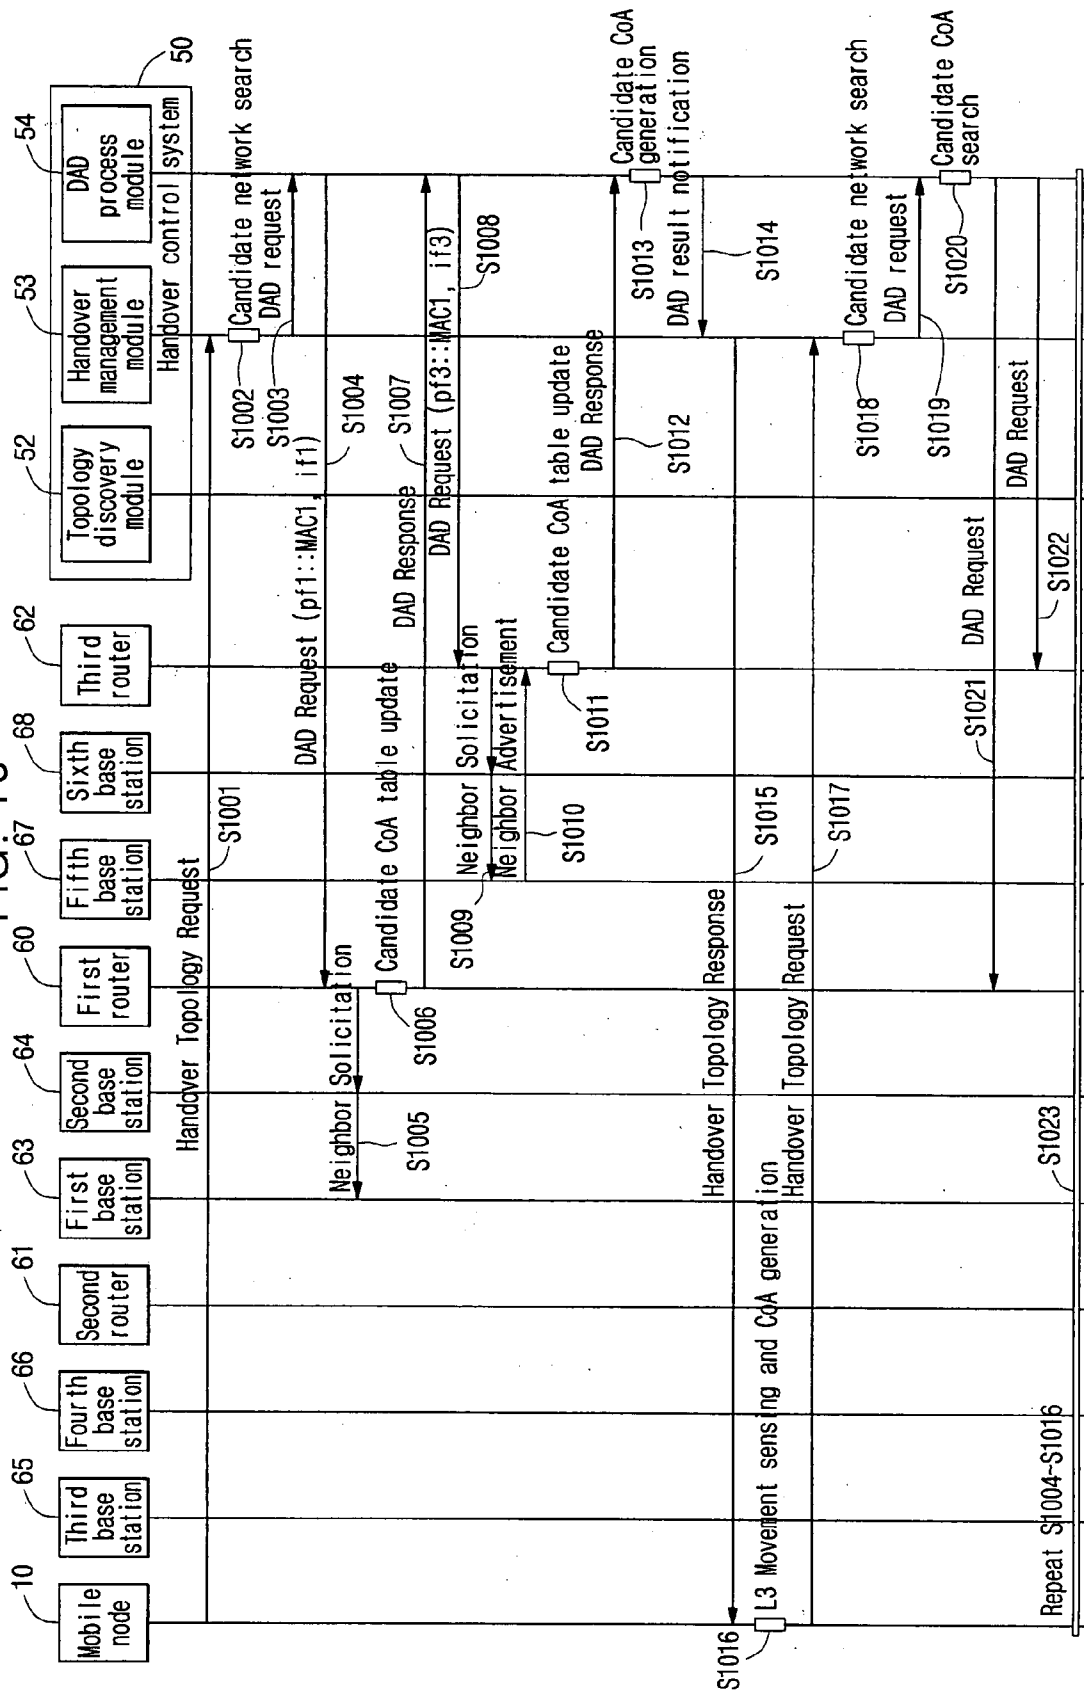 FIG. 10
10
65
66
61
63
64
60
67
68
62
52
53
54
50
Mobile
node
Third
base
station
Fourth
base
station
Second
router
First
base
station
Second
base
station
First
router
Fifth
base
station
Sixth
base
station
Third
router
Topology
discovery
module
Handover
management
module
DAD
process
module
Handover control system
Handover Topology Request
S1001
S1002
Candidate network search
S1003
DAD request
DAD Request (pf1::MAC1, if1)
S1004
Neighbor Solicitation
S1005
S1006
Candidate CoA table update
DAD Response
S1007
DAD Request (pf3::MAC1, if3)
S1008
Neighbor Solicitation
S1009
Neighbor Advertisement
S1010
S1011
Candidate CoA table update
DAD Response
S1012
S1013
Candidate CoA
generation
DAD result notification
S1014
Handover Topology Response
S1015
S1016
L3 Movement sensing and CoA generation
Handover Topology Request
S1017
S1018
Candidate network search
DAD request
S1019
S1020
Candidate CoA
search
DAD Request
S1021
DAD Request
S1022
Repeat S1004~S1016
S1023